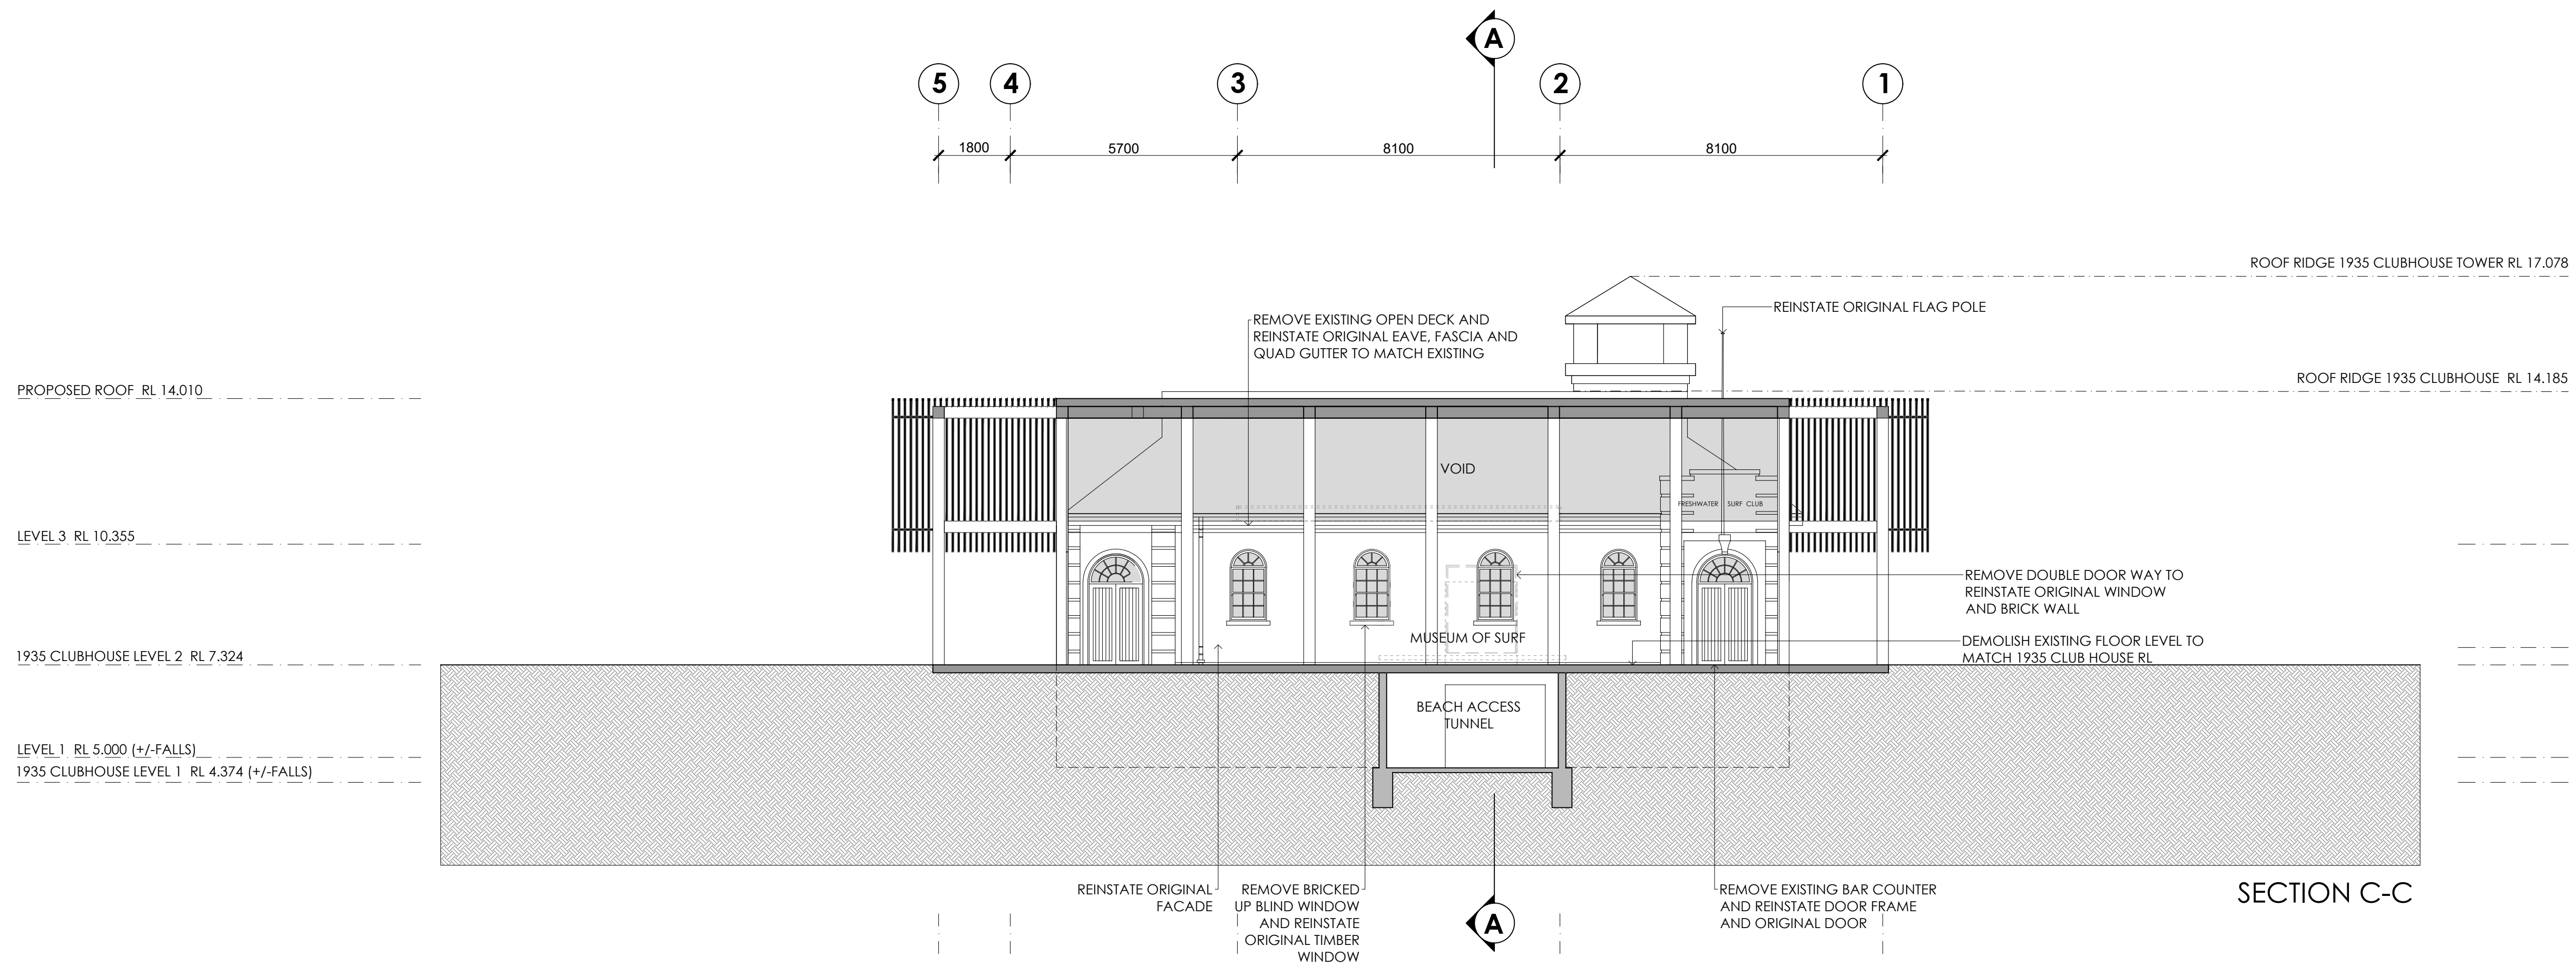 A
5 4 3 2 1
1800 5700 8100 8100
ROOF RIDGE 1935 CLUBHOUSE TOWER RL 17.078
REINSTATE ORIGINAL FLAG POLE
REMOVE EXISTING OPEN DECK AND
REINSTATE ORIGINAL EAVE, FASCIA AND
QUAD GUTTER TO MATCH EXISTING
ROOF RIDGE 1935 CLUBHOUSE RL 14.185
PROPOSED ROOF RL 14.010
VOID
FRESHWATER SURF CLUB
LEVEL 3 RL 10.355
REMOVE DOUBLE DOOR WAY TO
REINSTATE ORIGINAL WINDOW
AND BRICK WALL
MUSEUM OF SURF
DEMOLISH EXISTING FLOOR LEVEL TO
MATCH 1935 CLUB HOUSE RL
1935 CLUBHOUSE LEVEL 2 RL 7.324
BEACH ACCESS
TUNNEL
LEVEL 1 RL 5.000 (+/-FALLS)
1935 CLUBHOUSE LEVEL 1 RL 4.374 (+/-FALLS)
REINSTATE ORIGINAL
FACADE
REMOVE BRICKED
UP BLIND WINDOW
AND REINSTATE
ORIGINAL TIMBER
WINDOW
A
REMOVE EXISTING BAR COUNTER
AND REINSTATE DOOR FRAME
AND ORIGINAL DOOR
SECTION C-C